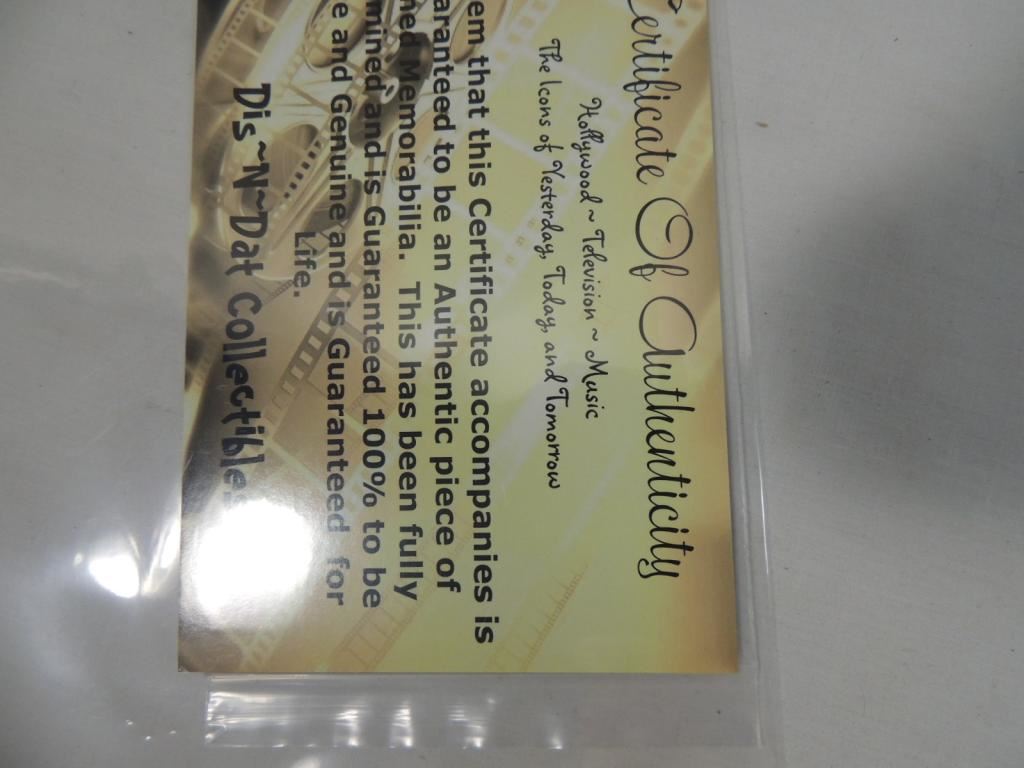 Certificate Of Authenticity
Hollywood ~ Television ~ Music
The Icons of Yesterday, Today, and Tomorrow
em that this Certificate accompanies is
aranteed to be an Authentic piece of
ned Memorabilia. This has been fully
mined and is Guaranteed 100% to be
e and Genuine and is Guaranteed for
Life.
Dis~N~Dat Collectibles